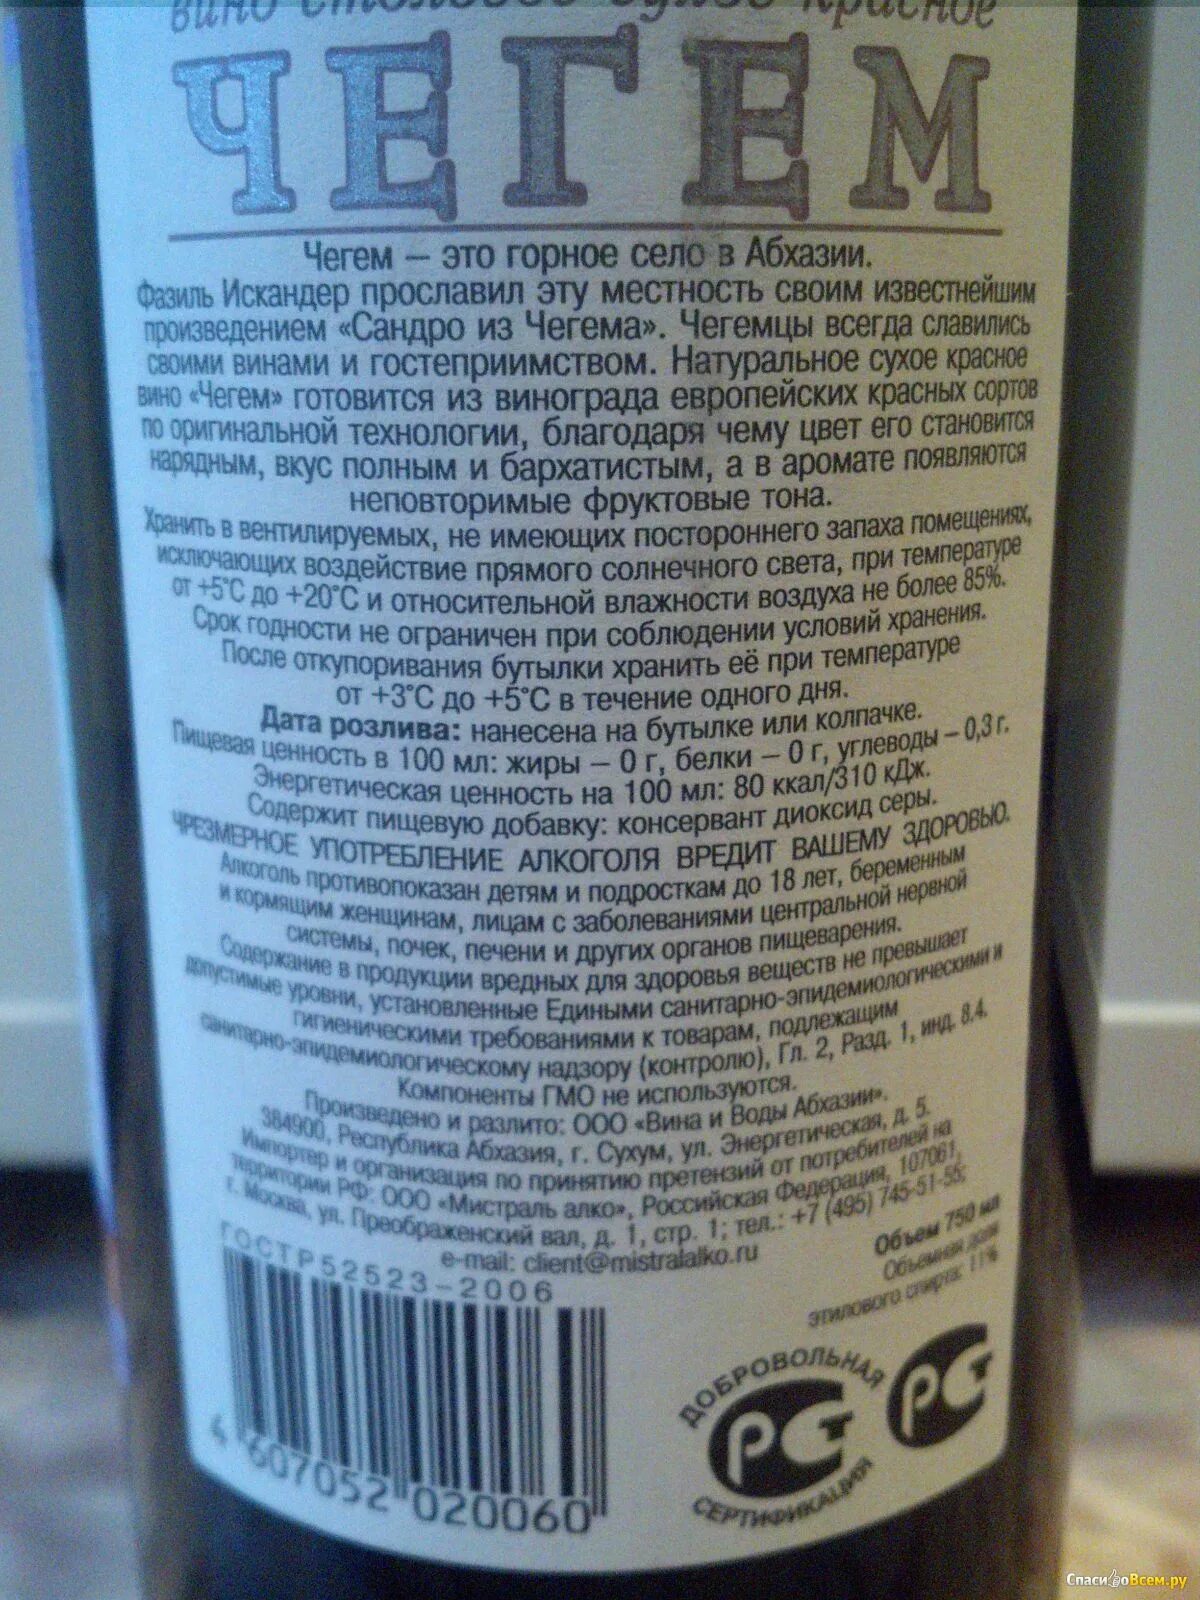 вино столовое сухое красное
ЧЕГЕМ
Чегем – это горное село в Абхазии.
Фазиль Искандер прославил эту местность своим известнейшим
произведением «Сандро из Чегема». Чегемцы всегда славились
своими винами и гостеприимством. Натуральное сухое красное
вино «Чегем» готовится из винограда европейских красных сортов
по оригинальной технологии, благодаря чему цвет его становится
нарядным, вкус полным и бархатистым, а в аромате появляются
неповторимые фруктовые тона.
Хранить в вентилируемых, не имеющих постороннего запаха помещениях,
исключающих воздействие прямого солнечного света, при температуре
от +5°С до +20°С и относительной влажности воздуха не более 85%.
Срок годности не ограничен при соблюдении условий хранения.
После откупоривания бутылки хранить её при температуре
от +3°С до +5°С в течение одного дня.
Дата розлива: нанесена на бутылке или колпачке.
Пищевая ценность в 100 мл: жиры – 0 г, белки – 0 г, углеводы – 0,3 г.
Энергетическая ценность на 100 мл: 80 ккал/310 кДж.
Содержит пищевую добавку: консервант диоксид серы.
ЧРЕЗМЕРНОЕ УПОТРЕБЛЕНИЕ АЛКОГОЛЯ ВРЕДИТ ВАШЕМУ ЗДОРОВЬЮ.
Алкоголь противопоказан детям и подросткам до 18 лет, беременным
и кормящим женщинам, лицам с заболеваниями центральной нервной
системы, почек, печени и других органов пищеварения.
Содержание в продукции вредных для здоровья веществ не превышает
допустимые уровни, установленные Едиными санитарно-эпидемиологическими и
гигиеническими требованиями к товарам, подлежащим
санитарно-эпидемиологическому надзору (контролю), Гл. 2, Разд. 1, инд. 8.4.
Компоненты ГМО не используются.
Произведено и разлито: ООО «Вина и Воды Абхазии».
384900, Республика Абхазия, г. Сухум, ул. Энергетическая, д. 5.
Импортер и организация по принятию претензий от потребителей на
территории РФ: ООО «Мистраль алко», Российская Федерация, 107061,
г. Москва, ул. Преображенский вал, д. 1, стр. 1; тел.: +7 (495) 745-51-55;
e-mail: client@mistralalko.ru
Объем 750 мл
Объемная доля
этилового спирта: 11%
ГОСТ Р 52523-2006
4 607052 020060
ДОБРОВОЛЬНАЯ
РСТ
СЕРТИФИКАЦИЯ
РСТ
СпасибоВсем.ру